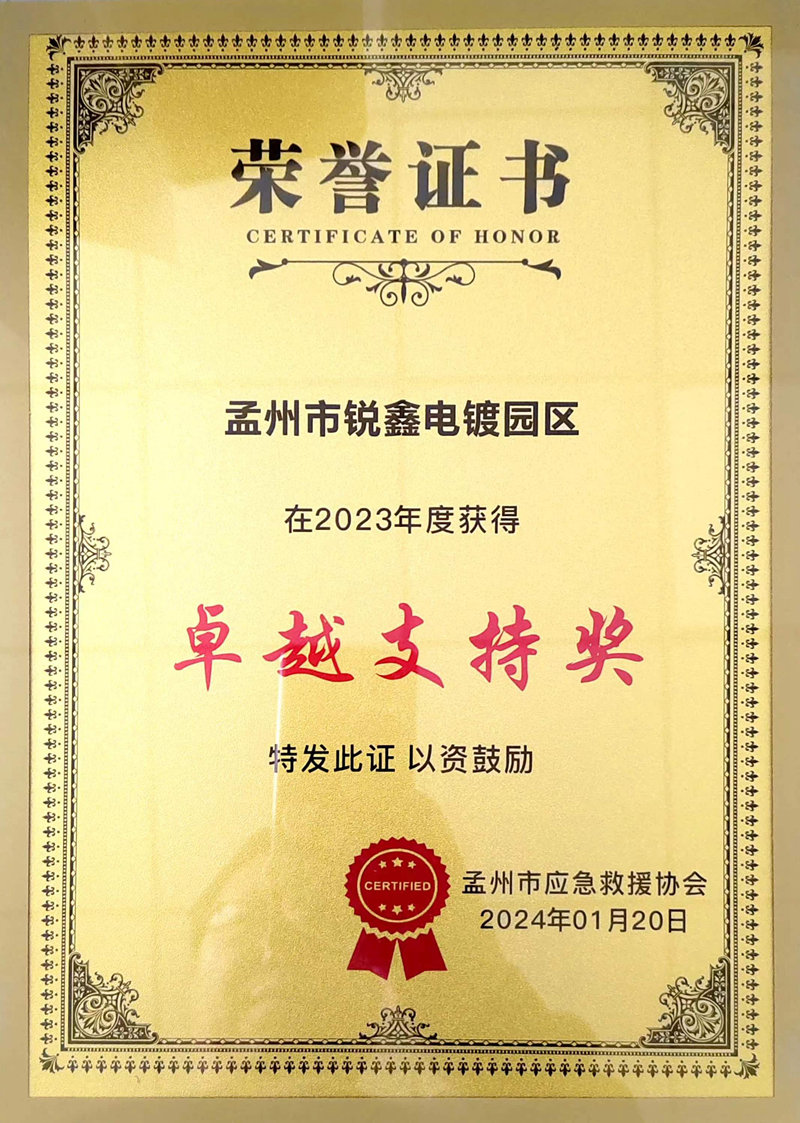 荣誉证书
CERTIFICATE OF HONOR
孟州市锐鑫电镀园区
在2023年度获得
卓越支持奖
特发此证 以资鼓励
CERTIFIED
孟州市应急救援协会
2024年01月20日